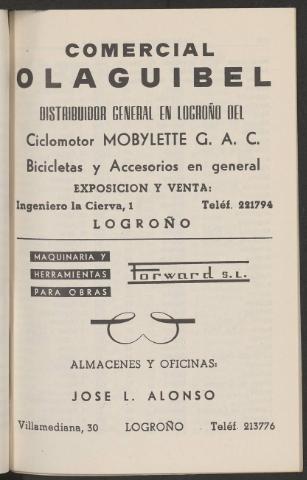 COMERCIAL
OLAGUIBEL
DISTRIBUIDOR GENERAL EN LOGROÑO DEL
Ciclomotor MOBYLETTE G. A. C.
Bicicletas y Accesorios en general
EXPOSICION Y VENTA:
Ingeniero la Cierva, 1 Teléf. 221794
LOGROÑO
MAQUINARIA Y
HERRAMIENTAS
PARA OBRAS
Forward S.L.
ALMACENES Y OFICINAS:
JOSE L. ALONSO
Villamediana, 30 LOGROÑO Teléf. 213776